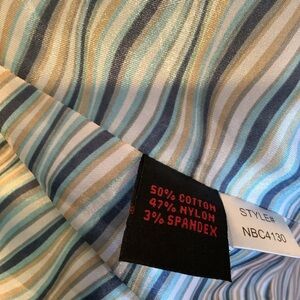 50% COTTON
47% NYLON
3% SPANDEX
STYLE#
NBC4130